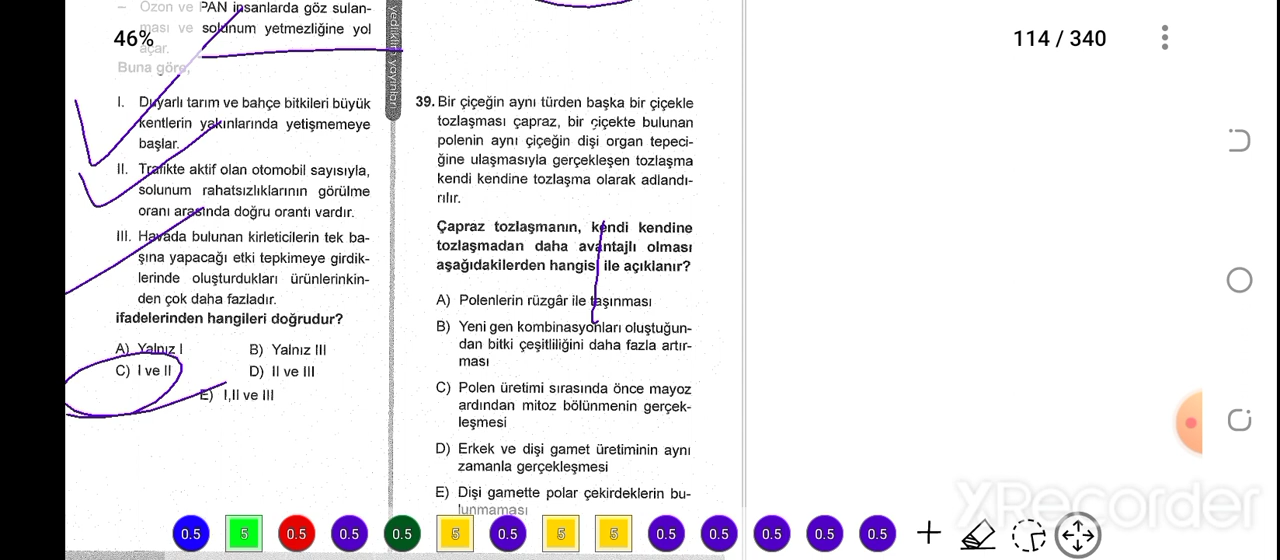 – Ozon ve PAN insanlarda göz sulan-
ması ve solunum yetmezliğine yol
açar.
46%
Buna göre,
I. Duyarlı tarım ve bahçe bitkileri büyük
kentlerin yakınlarında yetişmemeye
başlar.
II. Trafikte aktif olan otomobil sayısıyla,
solunum rahatsızlıklarının görülme
oranı arasında doğru orantı vardır.
III. Havada bulunan kirleticilerin tek ba-
şına yapacağı etki tepkimeye girdik-
lerinde oluşturdukları ürünlerinkin-
den çok daha fazladır.
ifadelerinden hangileri doğrudur?
A) Yalnız I
B) Yalnız III
C) I ve II
D) II ve III
E) I,II ve III
yediiklim yayınları
39. Bir çiçeğin aynı türden başka bir çiçekle
tozlaşması çapraz, bir çiçekte bulunan
polenin aynı çiçeğin dişi organ tepeci-
ğine ulaşmasıyla gerçekleşen tozlaşma
kendi kendine tozlaşma olarak adlandı-
rılır.
Çapraz tozlaşmanın, kendi kendine
tozlaşmadan daha avantajlı olması
aşağıdakilerden hangisi ile açıklanır?
A) Polenlerin rüzgâr ile taşınması
B) Yeni gen kombinasyonları oluştuğun-
dan bitki çeşitliliğini daha fazla artır-
ması
C) Polen üretimi sırasında önce mayoz
ardından mitoz bölünmenin gerçek-
leşmesi
D) Erkek ve dişi gamet üretiminin aynı
zamanla gerçekleşmesi
E) Dişi gamette polar çekirdeklerin bu-
lunmaması
114 / 340
0.5 5 0.5 0.5 0.5 5 0.5 5 5 0.5 0.5 0.5 0.5 0.5
XRecorder